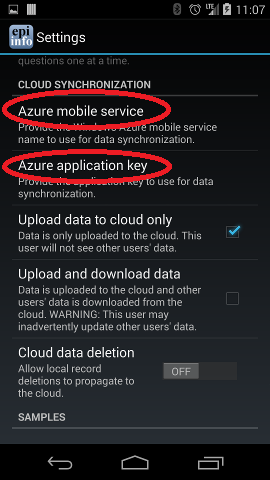 LTE
11:07
epi
info
Settings
questions one at a time.
CLOUD SYNCHRONIZATION
Azure mobile service
Provide the Windows Azure mobile service
name to use for data synchronization.
Azure application key
Provide the application key to use for data
synchronization.
Upload data to cloud only
Data is only uploaded to the cloud. This
user will not see other users' data.
Upload and download data
Data is uploaded to the cloud and other
users' data is downloaded from the
cloud. WARNING: This user may
inadvertently update other users' data.
Cloud data deletion
Allow local record
deletions to propagate to
the cloud.
OFF
SAMPLES